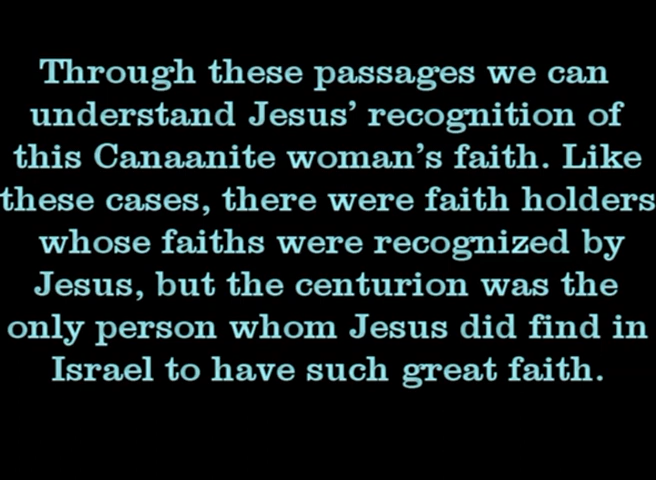 Through these passages we can
understand Jesus’ recognition of
this Canaanite woman’s faith. Like
these cases, there were faith holders
whose faiths were recognized by
Jesus, but the centurion was the
only person whom Jesus did find in
Israel to have such great faith.